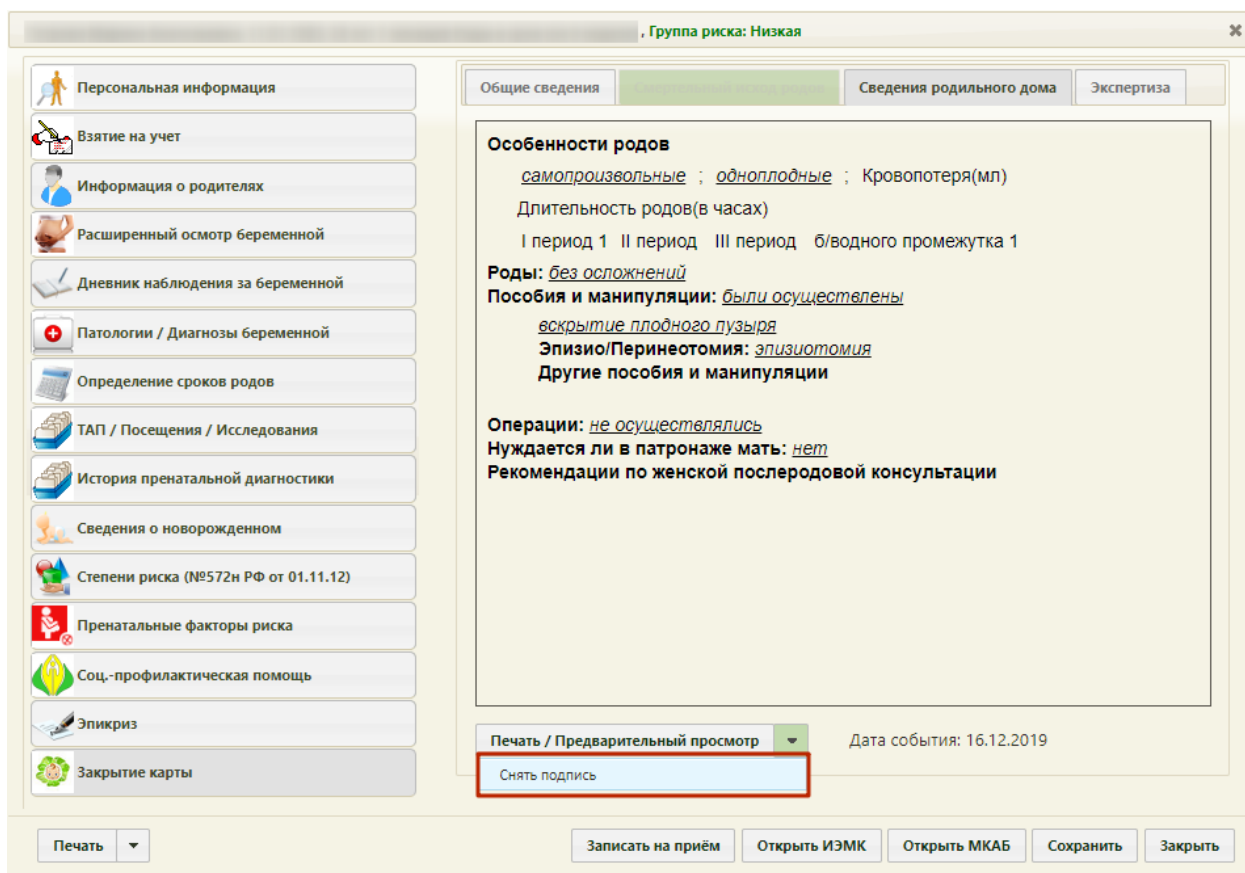 , Группа риска: Низкая
Персональная информация
Взятие на учет
Информация о родителях
Расширенный осмотр беременной
Дневник наблюдения за беременной
Патологии / Диагнозы беременной
Определение сроков родов
ТАП / Посещения / Исследования
История пренатальной диагностики
Сведения о новорожденном
Степени риска (№572н РФ от 01.11.12)
Пренатальные факторы риска
Соц.-профилактическая помощь
Эпикриз
Закрытие карты
Общие сведения
Сведения родильного дома
Экспертиза
Особенности родов
самопроизвольные ; одноплодные ; Кровопотеря(мл)
Длительность родов(в часах)
I период 1 II период III период б/водного промежутка 1
Роды: без осложнений
Пособия и манипуляции: были осуществлены
вскрытие плодного пузыря
Эпизио/Перинеотомия: эпизиотомия
Другие пособия и манипуляции
Операции: не осуществлялись
Нуждается ли в патронаже мать: нет
Рекомендации по женской послеродовой консультации
Печать / Предварительный просмотр
Дата события: 16.12.2019
Снять подпись
Печать
Записать на приём
Открыть ИЭМК
Открыть МКАБ
Сохранить
Закрыть